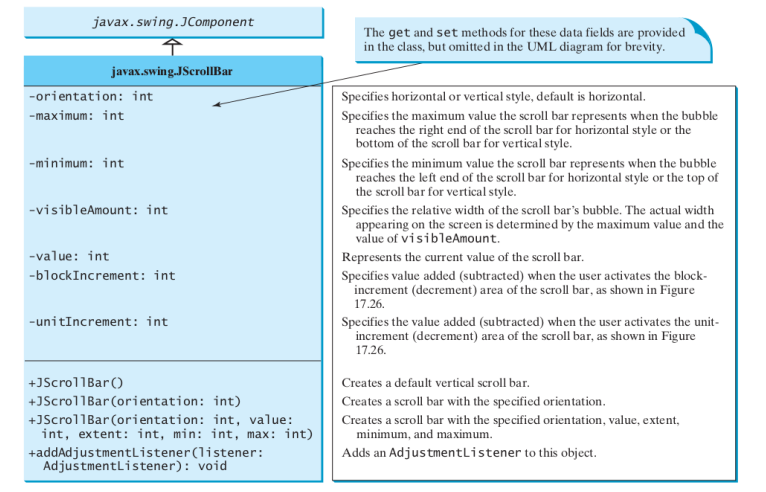 javax.swing.JComponent
The get and set methods for these data fields are provided
in the class, but omitted in the UML diagram for brevity.
javax.swing.JScrollBar
-orientation: int
Specifies horizontal or vertical style, default is horizontal.
-maximum: int
Specifies the maximum value the scroll bar represents when the bubble
reaches the right end of the scroll bar for horizontal style or the
bottom of the scroll bar for vertical style.
-minimum: int
Specifies the minimum value the scroll bar represents when the bubble
reaches the left end of the scroll bar for horizontal style or the top of
the scroll bar for vertical style.
-visibleAmount: int
Specifies the relative width of the scroll bar's bubble. The actual width
appearing on the screen is determined by the maximum value and the
value of visibleAmount.
-value: int
Represents the current value of the scroll bar.
-blockIncrement: int
Specifies value added (subtracted) when the user activates the block-
increment (decrement) area of the scroll bar, as shown in Figure
17.26.
-unitIncrement: int
Specifies the value added (subtracted) when the user activates the unit-
increment (decrement) area of the scroll bar, as shown in Figure
17.26.
+JScrollBar()
Creates a default vertical scroll bar.
+JScrollBar(orientation: int)
Creates a scroll bar with the specified orientation.
+JScrollBar(orientation: int, value:
int, extent: int, min: int, max: int)
Creates a scroll bar with the specified orientation, value, extent,
minimum, and maximum.
+addAdjustmentListener(listener:
AdjustmentListener): void
Adds an AdjustmentListener to this object.